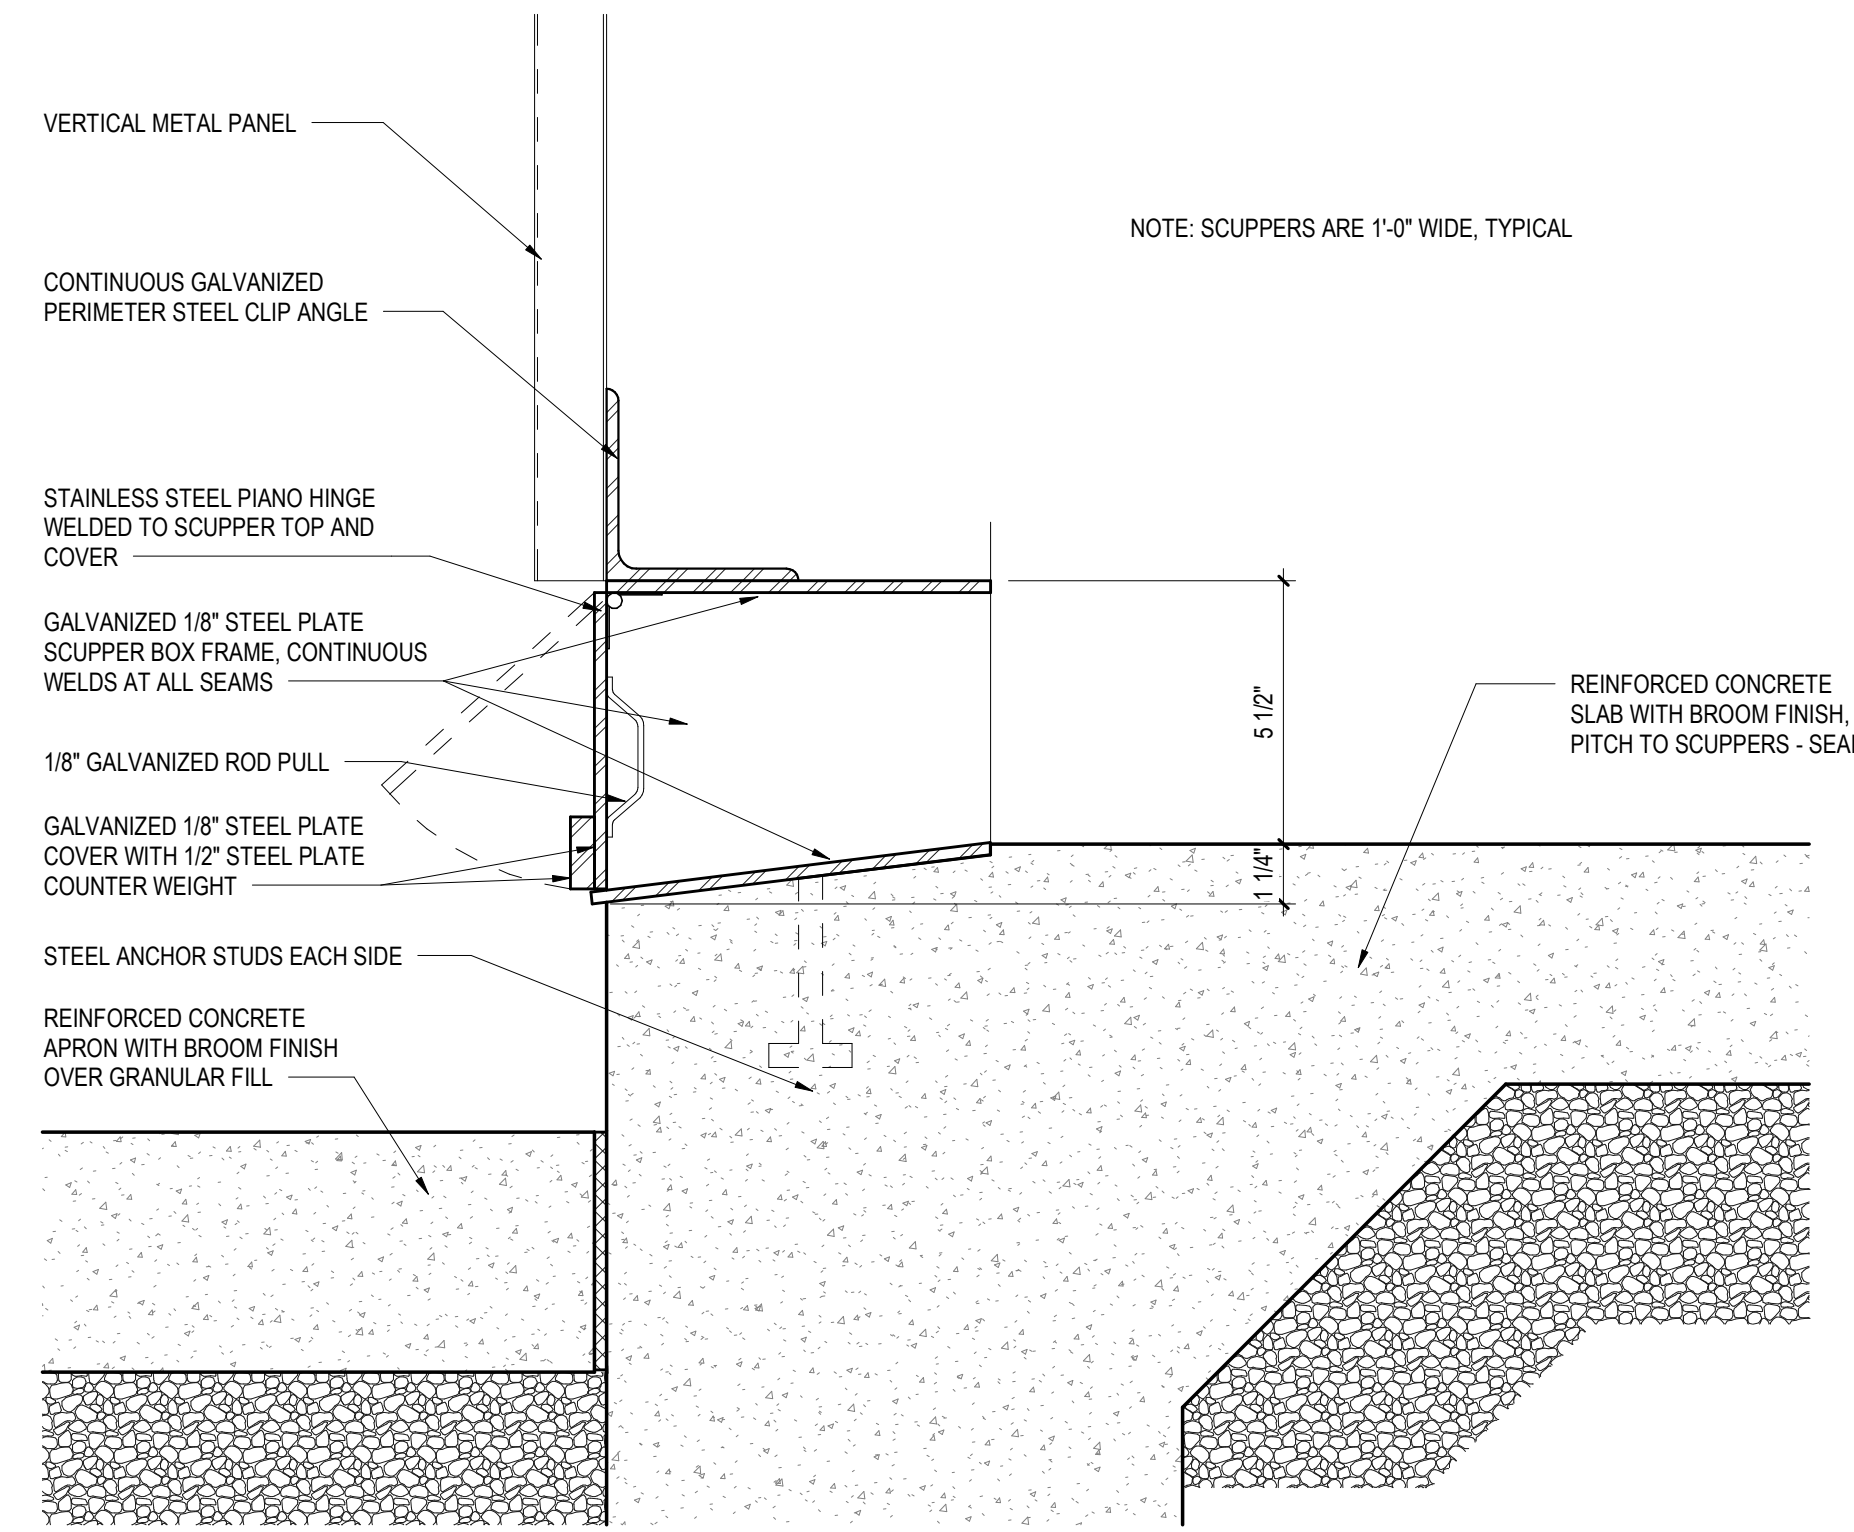 VERTICAL METAL PANEL
NOTE: SCUPPERS ARE 1'-0" WIDE, TYPICAL
CONTINUOUS GALVANIZED
PERIMETER STEEL CLIP ANGLE
STAINLESS STEEL PIANO HINGE
WELDED TO SCUPPER TOP AND
COVER
GALVANIZED 1/8" STEEL PLATE
SCUPPER BOX FRAME, CONTINUOUS
WELDS AT ALL SEAMS
1/8" GALVANIZED ROD PULL
GALVANIZED 1/8" STEEL PLATE
COVER WITH 1/2" STEEL PLATE
COUNTER WEIGHT
STEEL ANCHOR STUDS EACH SIDE
REINFORCED CONCRETE
APRON WITH BROOM FINISH
OVER GRANULAR FILL
5 1/2"
1 1/4"
REINFORCED CONCRETE
SLAB WITH BROOM FINISH,
PITCH TO SCUPPERS -